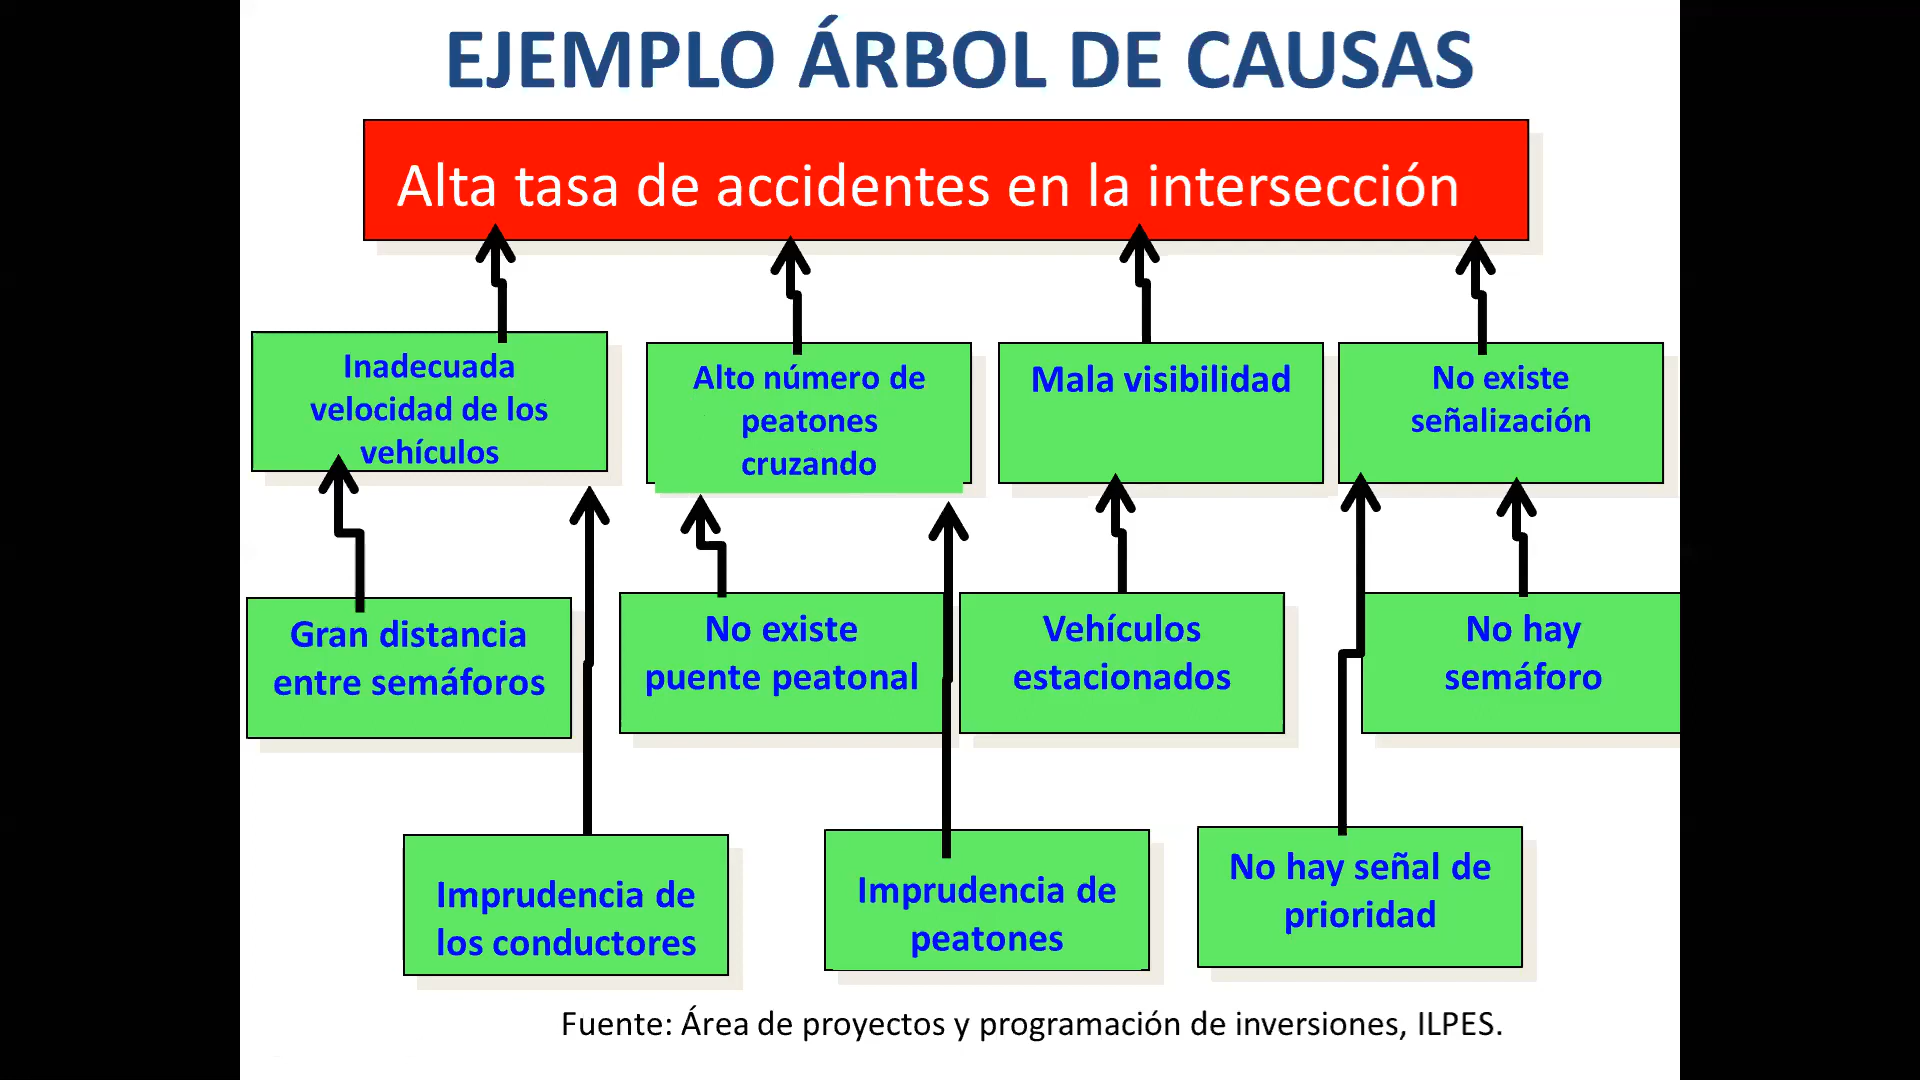 EJEMPLO ÁRBOL DE CAUSAS
Alta tasa de accidentes en la intersección
Inadecuada
velocidad de los
vehículos
Alto número de
peatones
cruzando
Mala visibilidad
No existe
señalización
Gran distancia
entre semáforos
No existe
puente peatonal
Vehículos
estacionados
No hay
semáforo
Imprudencia de
los conductores
Imprudencia de
peatones
No hay señal de
prioridad
Fuente: Área de proyectos y programación de inversiones, ILPES.